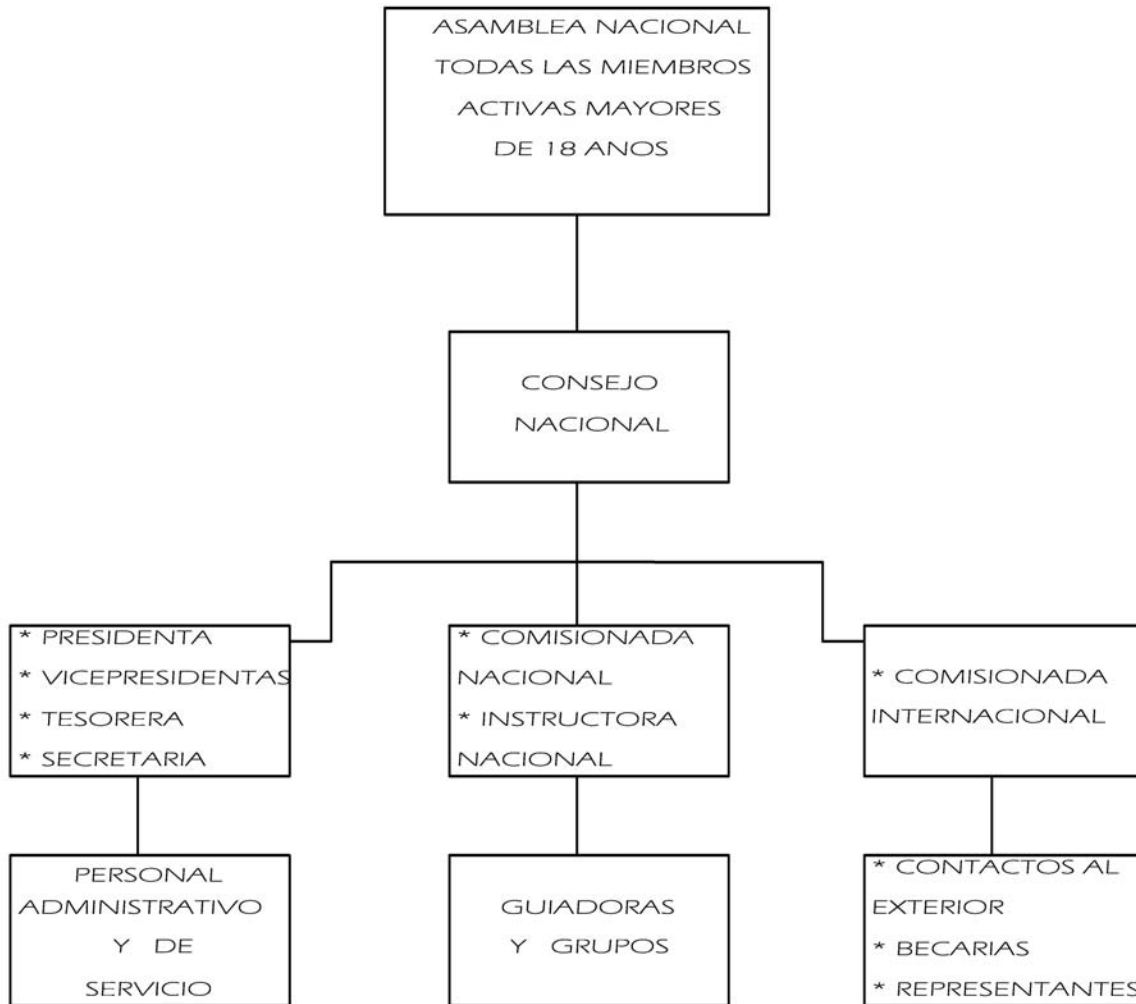 ASAMBLEA NACIONAL
TODAS LAS MIEMBROS
ACTIVAS MAYORES
DE 18 ANOS
CONSEJO
NACIONAL
* PRESIDENTA
* VICEPRESIDENTAS
* TESORERA
* SECRETARIA
* COMISIONADA
NACIONAL
* INSTRUCTORA
NACIONAL
* COMISIONADA
INTERNACIONAL
PERSONAL
ADMINISTRATIVO
Y DE
SERVICIO
GUIADORAS
Y GRUPOS
* CONTACTOS AL
EXTERIOR
* BECARIAS
* REPRESENTANTES